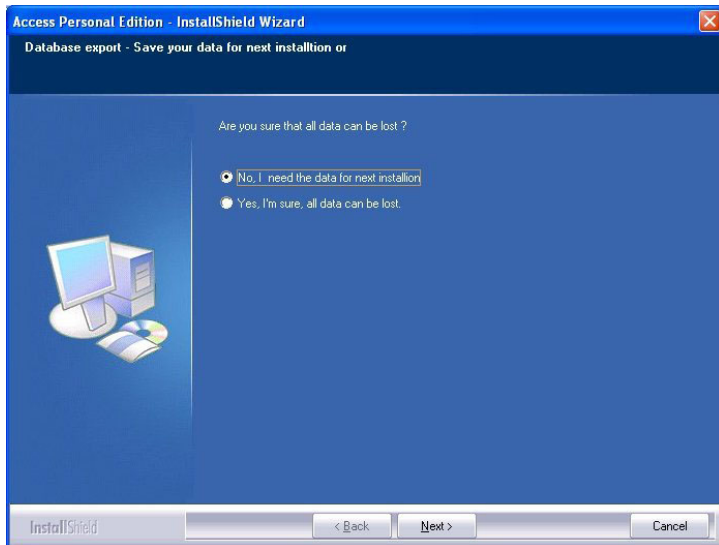 Access Personal Edition - InstallShield Wizard
Database export - Save your data for next installtion or
Are you sure that all data can be lost ?
No, I  need the data for next installion
Yes, I'm sure, all data can be lost.
InstallShield
< Back
Next >
Cancel